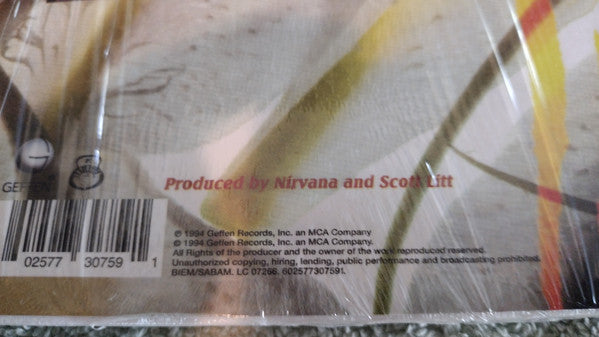 Produced by Nirvana and Scott Litt
GEFFEN
℗ 1994 Geffen Records, Inc. an MCA Company
© 1994 Geffen Records, Inc. an MCA Company.
All Rights of the producer and the owner of the work reproduced reserved.
Unauthorized copying, hiring, lending, public performance and broadcasting prohibited.
BIEM/SABAM. LC 07266. 602577307591.
02577 30759 1